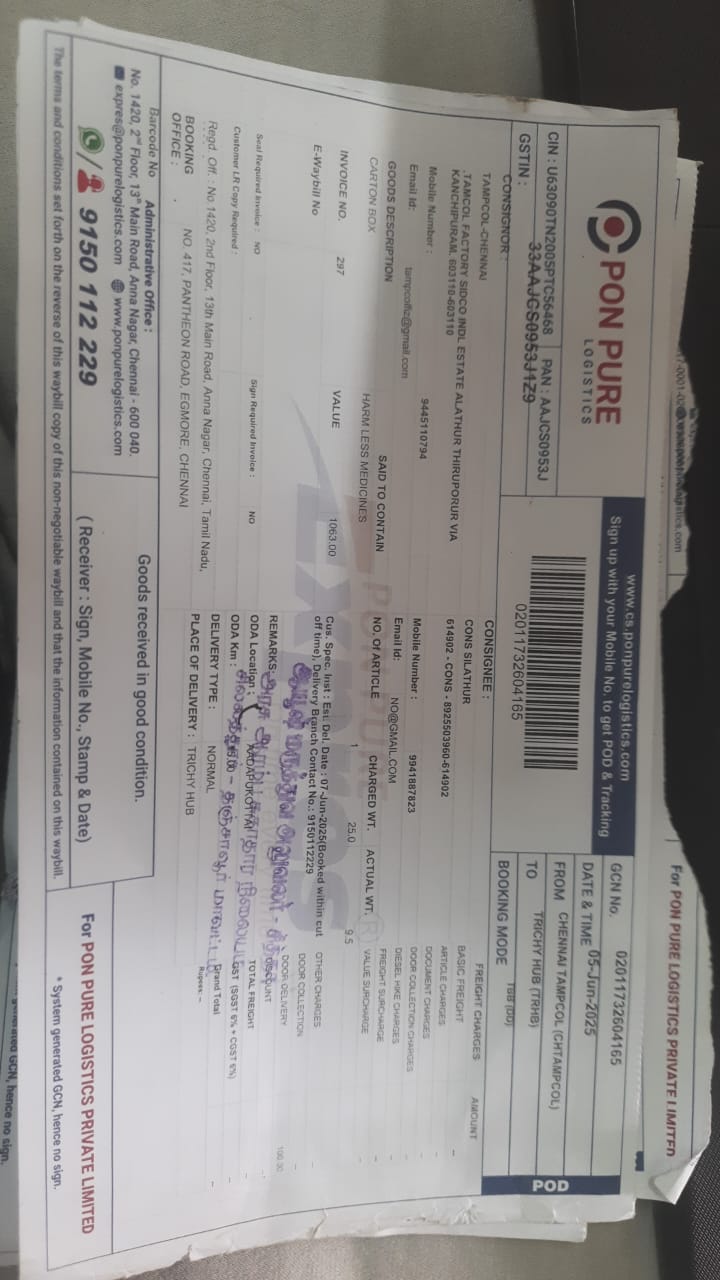 PON PURE
LOGISTICS
www.cs.ponpurelogistics.com
Sign up with your Mobile No. to get POD & Tracking
CIN : U63090TN2005PTC56468
PAN : AAJCS0953J
GSTIN : 33AAJCS0953J1Z9
02011732604165
GCN No. 02011732604165
DATE & TIME 05-Jun-2025
FROM CHENNAI TAMPCOL (CHTAMPCOL)
TO TRICHY HUB (TRHB)
BOOKING MODE TBB (DD)
POD
CONSIGNOR :
TAMPCOL-CHENNAI
,TAMCOL FACTORY SIDCO INDL ESTATE ALATHUR THIRUPORUR VIA
KANCHIPURAM, 603110-603110
Mobile Number : 9445110794
Email Id: tampcolhz@gmail.com
CONSIGNEE :
CONS SILATHUR
614902 - CONS - 8925503960-614902
Mobile Number : 9941887823
Email Id: NO@GMAIL.COM
GOODS DESCRIPTION SAID TO CONTAIN NO. Of ARTICLE CHARGED WT. ACTUAL WT.
CARTON BOX HARM LESS MEDICINES 1 25.0 9.5
INVOICE NO. 297 VALUE 1063.00
E-Waybill No
Cus. Spec. Inst : Est. Del. Date : 07-Jun-2025(Booked within cut
off time), Delivery Branch Contact No.: 9150112229
FREIGHT CHARGES AMOUNT
BASIC FREIGHT
ARTICLE CHARGES
DOCUMENT CHARGES
DOOR COLLECTION CHARGES
DIESEL HIKE CHARGES
FREIGHT SURCHARGE
VALUE SURCHARGE
OTHER CHARGES
DOOR COLLECTION
DOOR DELIVERY
TOTAL FREIGHT
GST (SGST 6% + CGST 6%)
Grand Total
Rupees: --
Seal Required Invoice : NO
Sign Required Invoice : NO
Customer LR Copy Required :
REMARKS:
ODA Location :
ODA Km :
Regd. Off. : No.1420, 2nd Floor, 13th Main Road, Anna Nagar, Chennai, Tamil Nadu,
DELIVERY TYPE : NORMAL
BOOKING OFFICE : NO. 417, PANTHEON ROAD, EGMORE, CHENNAI
PLACE OF DELIVERY : TRICHY HUB
Barcode No
Administrative Office :
No. 1420, 2nd Floor, 13th Main Road, Anna Nagar, Chennai - 600 040.
expres@ponpurelogistics.com www.ponpurelogistics.com
9150 112 229
Goods received in good condition.
( Receiver : Sign, Mobile No., Stamp & Date)
For PON PURE LOGISTICS PRIVATE LIMITED
* System generated GCN, hence no sign.
The terms and conditions set forth on the reverse of this waybill copy of this non-negotiable waybill and that the information contained on this waybill.
For PON PURE LOGISTICS PRIVATE LIMITED